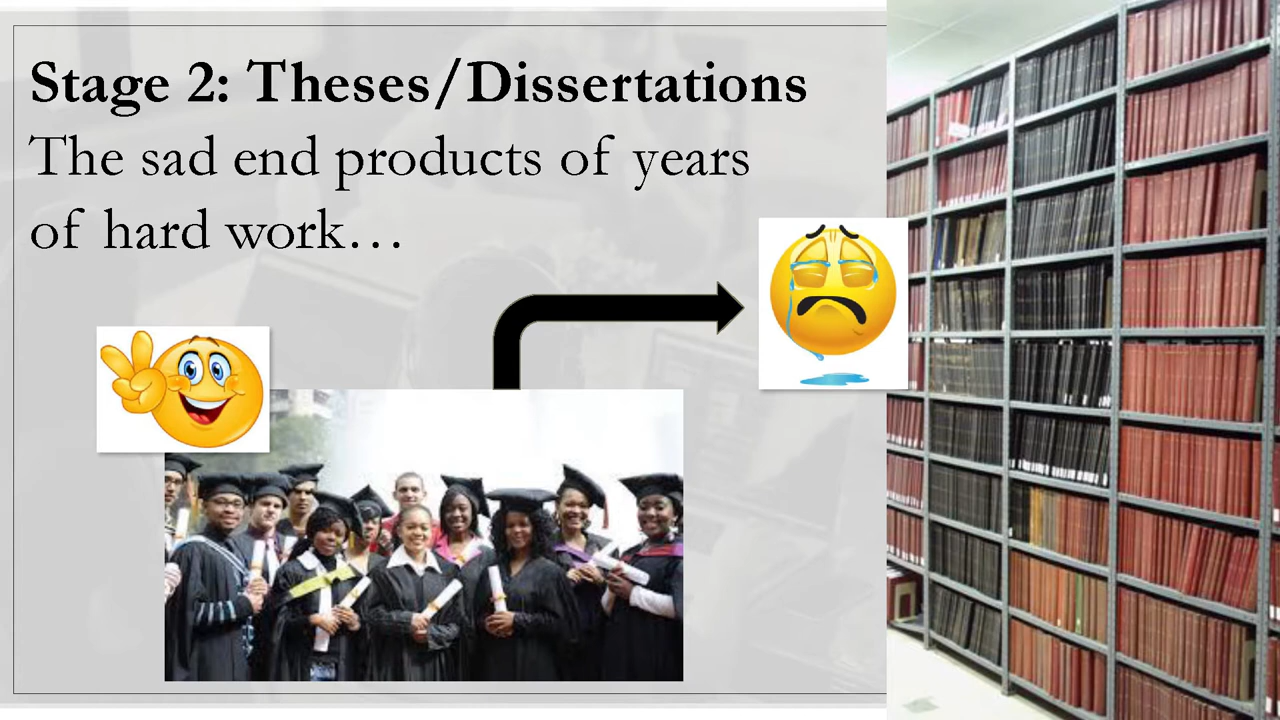 Stage 2: Theses/Dissertations
The sad end products of years
of hard work…